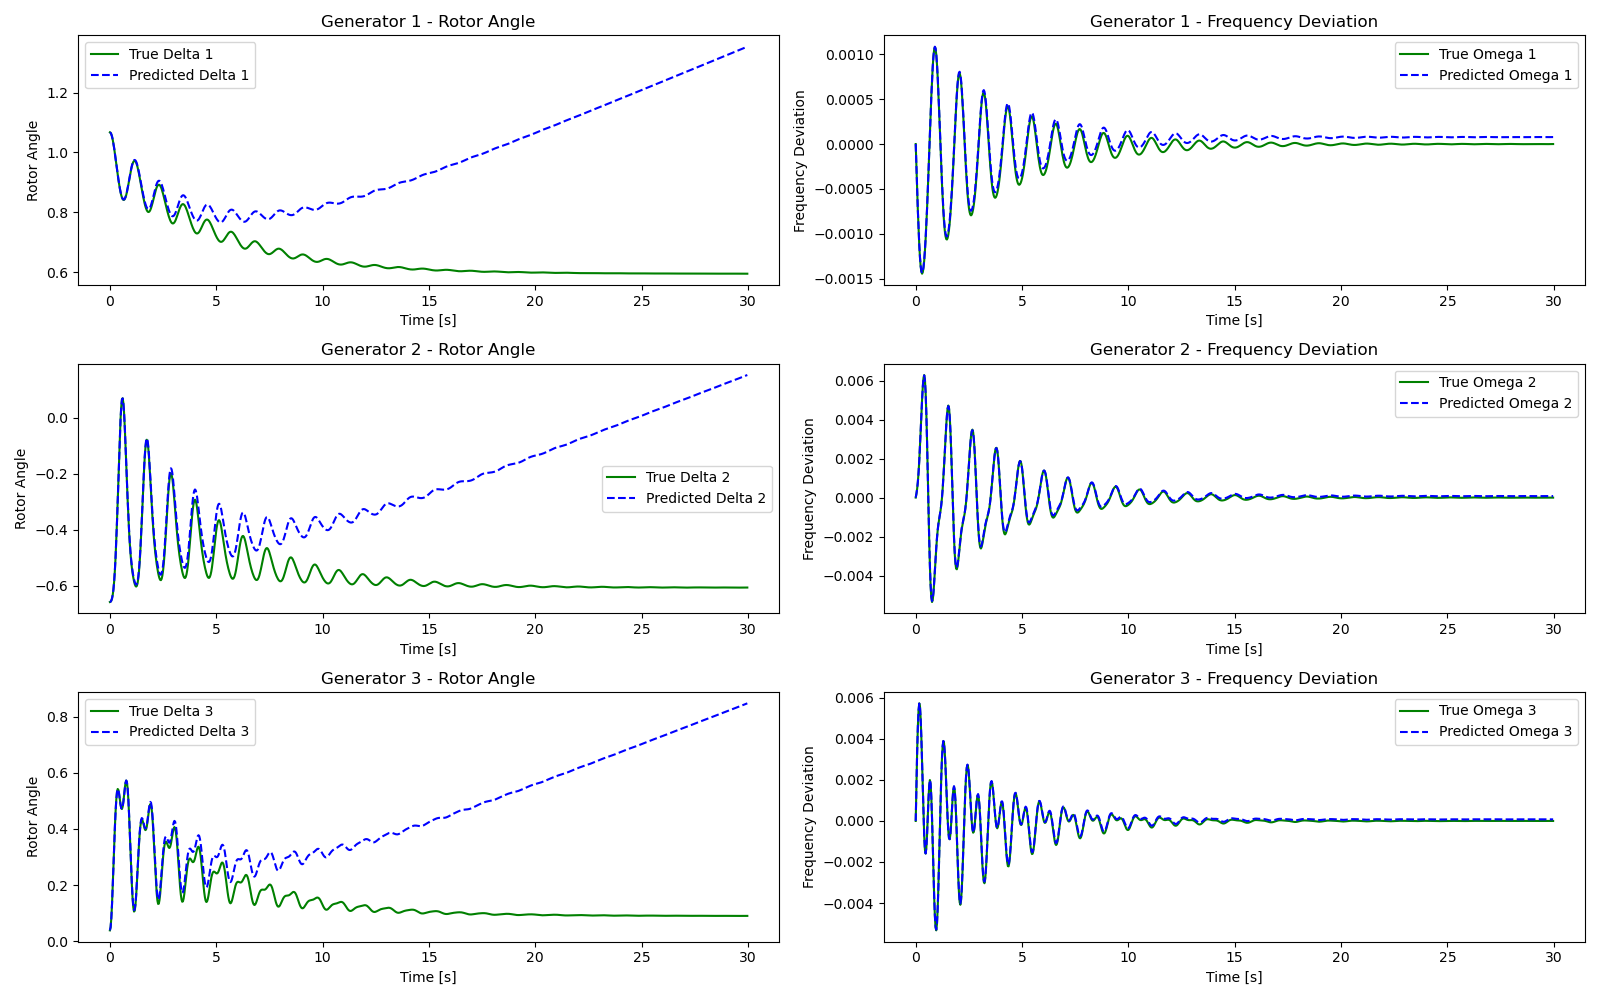 Generator 1 - Rotor Angle
Rotor Angle
1.2
1.0
0.8
0.6
True Delta 1
Predicted Delta 1
0 5 10 15 20 25 30
Time [s]
Generator 1 - Frequency Deviation
Frequency Deviation
0.0010
0.0005
0.0000
−0.0005
−0.0010
−0.0015
True Omega 1
Predicted Omega 1
0 5 10 15 20 25 30
Time [s]
Generator 2 - Rotor Angle
Rotor Angle
0.0
−0.2
−0.4
−0.6
True Delta 2
Predicted Delta 2
0 5 10 15 20 25 30
Time [s]
Generator 2 - Frequency Deviation
Frequency Deviation
0.006
0.004
0.002
0.000
−0.002
−0.004
True Omega 2
Predicted Omega 2
0 5 10 15 20 25 30
Time [s]
Generator 3 - Rotor Angle
Rotor Angle
0.8
0.6
0.4
0.2
0.0
True Delta 3
Predicted Delta 3
0 5 10 15 20 25 30
Time [s]
Generator 3 - Frequency Deviation
Frequency Deviation
0.006
0.004
0.002
0.000
−0.002
−0.004
True Omega 3
Predicted Omega 3
0 5 10 15 20 25 30
Time [s]